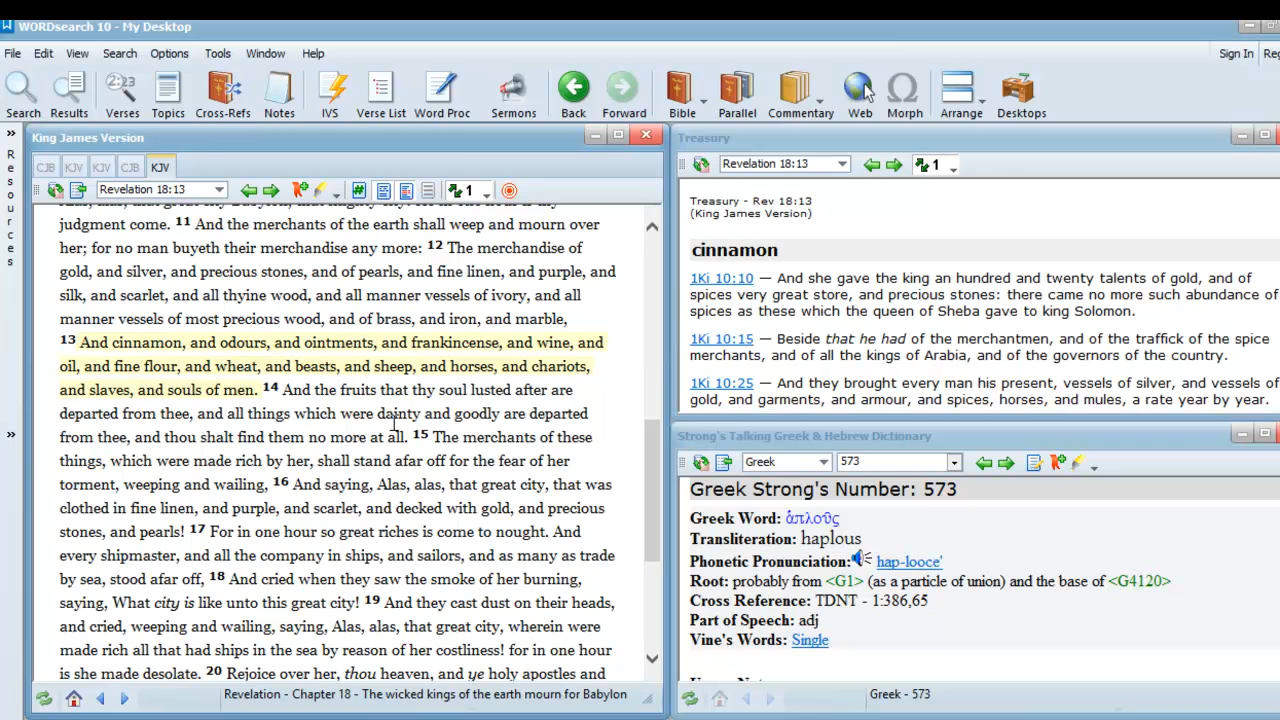 WORDsearch 10 - My Desktop
File Edit View Search Options Tools Window Help Sign In
Search Results Verses Topics Cross-Refs Notes IVS Verse List Word Proc Sermons Back Forward Bible Parallel Commentary Web Morph Arrange Desktops
King James Version
CJB KJV KJV CJB KJV
Revelation 18:13 1
judgment come. 11 And the merchants of the earth shall weep and mourn over
her; for no man buyeth their merchandise any more: 12 The merchandise of
gold, and silver, and precious stones, and of pearls, and fine linen, and purple, and
silk, and scarlet, and all thyine wood, and all manner vessels of ivory, and all
manner vessels of most precious wood, and of brass, and iron, and marble,
13 And cinnamon, and odours, and ointments, and frankincense, and wine, and
oil, and fine flour, and wheat, and beasts, and sheep, and horses, and chariots,
and slaves, and souls of men. 14 And the fruits that thy soul lusted after are
departed from thee, and all things which were dainty and goodly are departed
from thee, and thou shalt find them no more at all. 15 The merchants of these
things, which were made rich by her, shall stand afar off for the fear of her
torment, weeping and wailing, 16 And saying, Alas, alas, that great city, that was
clothed in fine linen, and purple, and scarlet, and decked with gold, and precious
stones, and pearls! 17 For in one hour so great riches is come to nought. And
every shipmaster, and all the company in ships, and sailors, and as many as trade
by sea, stood afar off, 18 And cried when they saw the smoke of her burning,
saying, What city is like unto this great city! 19 And they cast dust on their heads,
and cried, weeping and wailing, saying, Alas, alas, that great city, wherein were
made rich all that had ships in the sea by reason of her costliness! for in one hour
is she made desolate. 20 Rejoice over her, thou heaven, and ye holy apostles and
Revelation - Chapter 18 - The wicked kings of the earth mourn for Babylon
Resources
Treasury
Revelation 18:13 1
Treasury - Rev 18:13
(King James Version)
cinnamon
1Ki 10:10 — And she gave the king an hundred and twenty talents of gold, and of
spices very great store, and precious stones: there came no more such abundance of
spices as these which the queen of Sheba gave to king Solomon.
1Ki 10:15 — Beside that he had of the merchantmen, and of the traffick of the spice
merchants, and of all the kings of Arabia, and of the governors of the country.
1Ki 10:25 — And they brought every man his present, vessels of silver, and vessels of
gold, and garments, and armour, and spices, horses, and mules, a rate year by year.
Strong's Talking Greek & Hebrew Dictionary
Greek 573
Greek Strong's Number: 573
Greek Word: ἁπλοῦς
Transliteration: haplous
Phonetic Pronunciation: hap-looce'
Root: probably from <G1> (as a particle of union) and the base of <G4120>
Cross Reference: TDNT - 1:386,65
Part of Speech: adj
Vine's Words: Single
Greek - 573